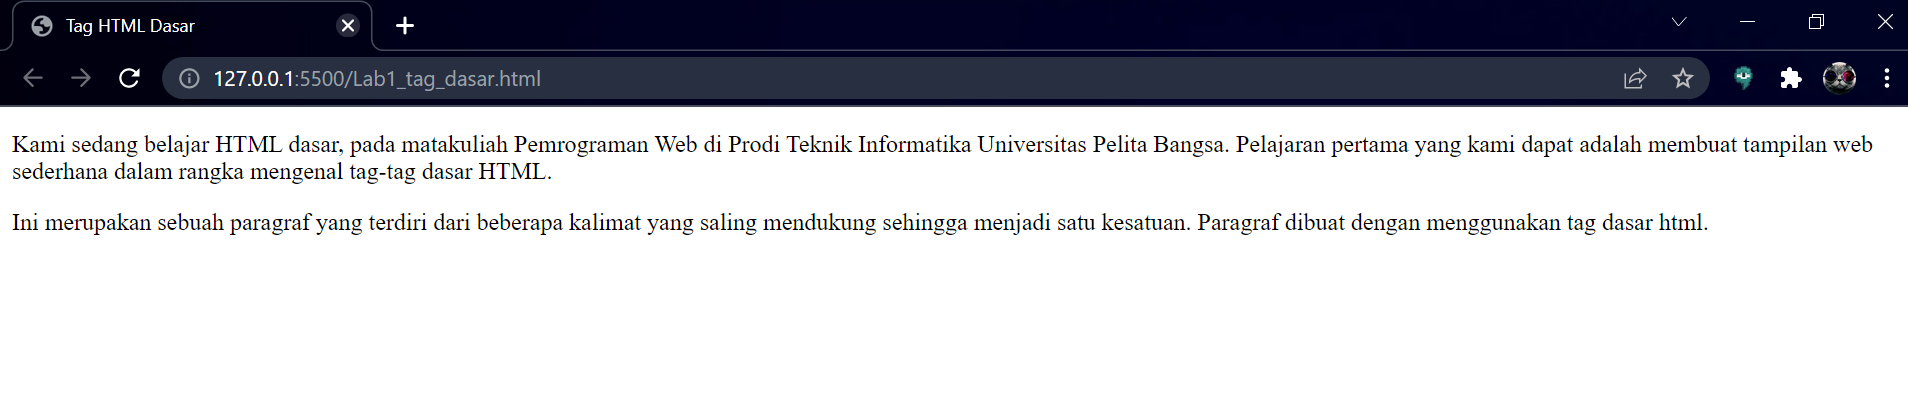 Tag HTML Dasar
127.0.0.1:5500/Lab1_tag_dasar.html
Kami sedang belajar HTML dasar, pada matakuliah Pemrograman Web di Prodi Teknik Informatika Universitas Pelita Bangsa. Pelajaran pertama yang kami dapat adalah membuat tampilan web
sederhana dalam rangka mengenal tag-tag dasar HTML.
Ini merupakan sebuah paragraf yang terdiri dari beberapa kalimat yang saling mendukung sehingga menjadi satu kesatuan. Paragraf dibuat dengan menggunakan tag dasar html.